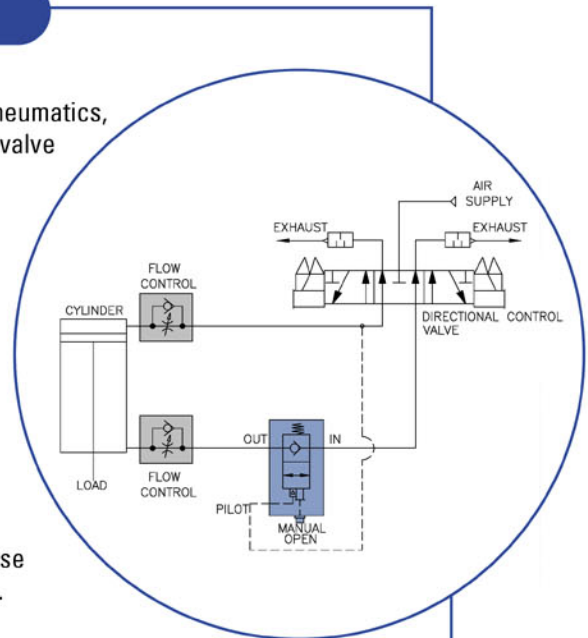 neumatics,
valve
AIR
SUPPLY
EXHAUST
EXHAUST
FLOW
CONTROL
CYLINDER
DIRECTIONAL CONTROL
VALVE
OUT
IN
LOAD
FLOW
CONTROL
PILOT
MANUAL
OPEN
se
.